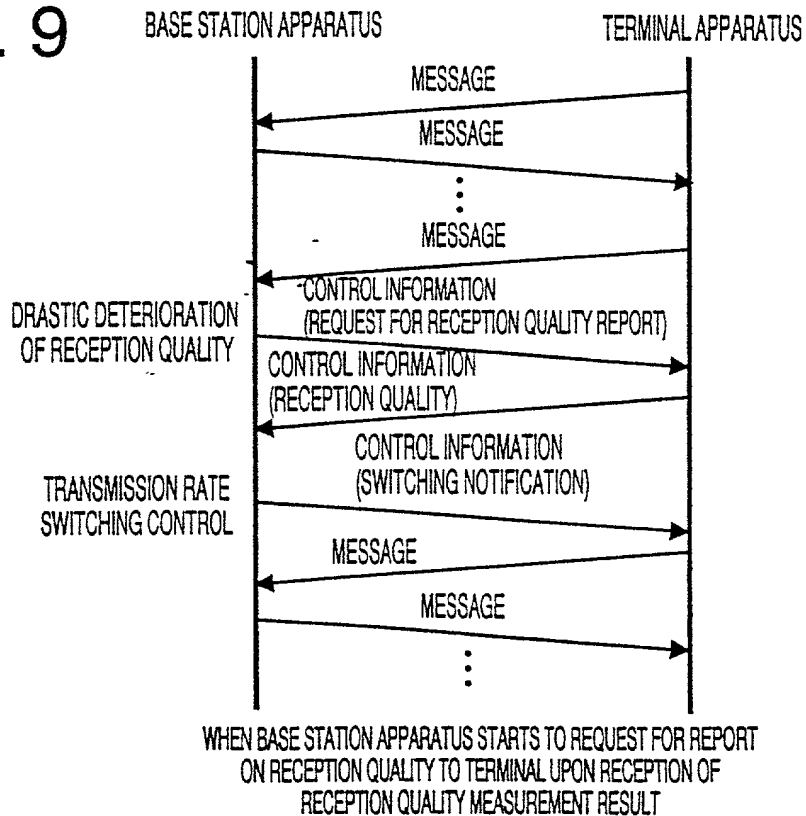 . 9
BASE STATION APPARATUS
TERMINAL APPARATUS
MESSAGE
MESSAGE
MESSAGE
CONTROL INFORMATION
(REQUEST FOR RECEPTION QUALITY REPORT)
DRASTIC DETERIORATION
OF RECEPTION QUALITY
CONTROL INFORMATION
(RECEPTION QUALITY)
CONTROL INFORMATION
(SWITCHING NOTIFICATION)
TRANSMISSION RATE
SWITCHING CONTROL
MESSAGE
MESSAGE
WHEN BASE STATION APPARATUS STARTS TO REQUEST FOR REPORT
ON RECEPTION QUALITY TO TERMINAL UPON RECEPTION OF
RECEPTION QUALITY MEASUREMENT RESULT